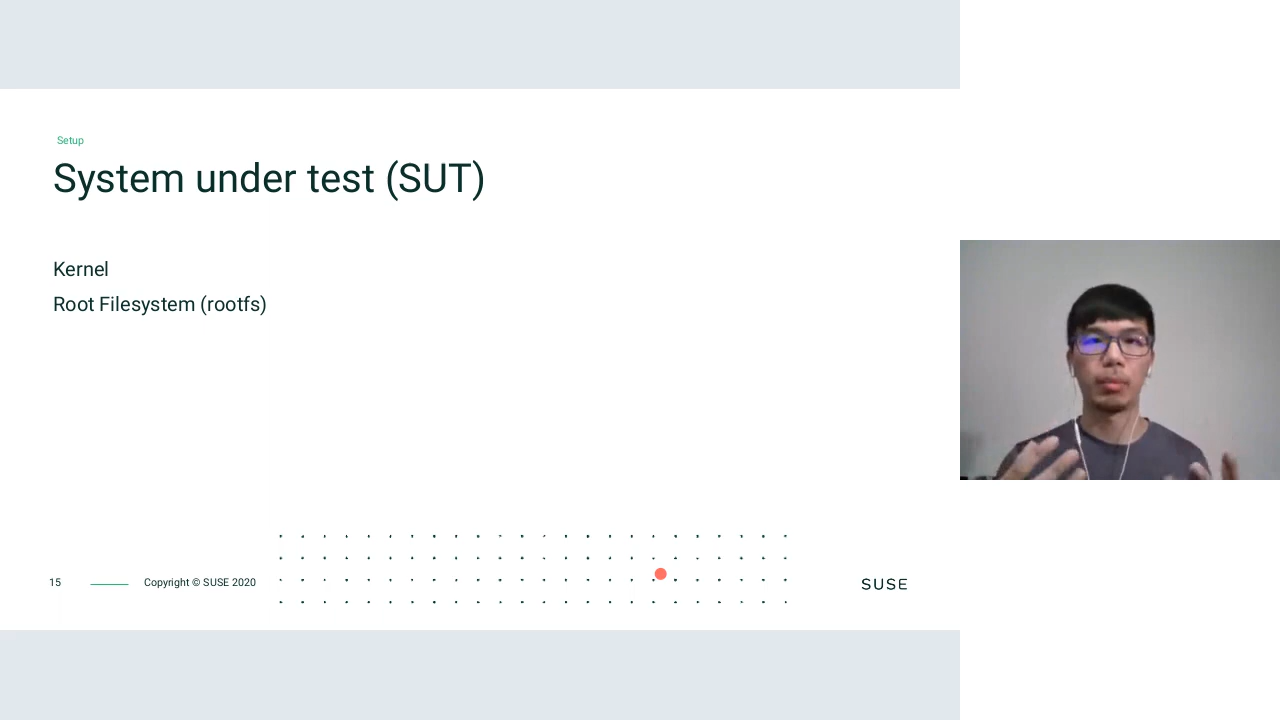 Setup
System under test (SUT)
Kernel
Root Filesystem (rootfs)
15
Copyright © SUSE 2020
SUSE